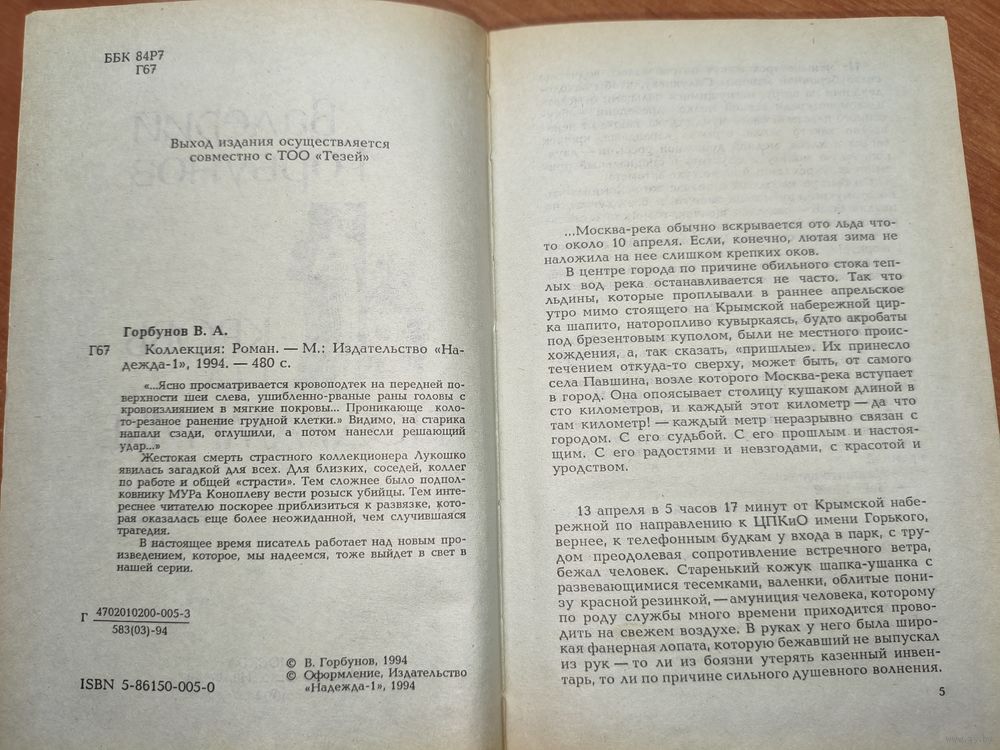 ББК 84Р7
Г67
Выход издания осуществляется
совместно с ТОО «Тезей»
Горбунов В. А.
Г67 Коллекция: Роман. — М.: Издательство «На-
дежда-1», 1994. — 480 с.
«...Ясно просматривается кровоподтек на передней по-
верхности шеи слева, ушибленно-рваные раны головы с
кровоизлиянием в мягкие покровы... Проникающе коло-
то-резаное ранение грудной клетки.» Видимо, на старика
напали сзади, оглушили, а потом нанесли решающий
удар...»
Жестокая смерть страстного коллекционера Лукошко
явилась загадкой для всех. Для близких, соседей, коллег
по работе и общей «страсти». Тем сложнее было подпол-
ковнику МУРа Коноплеву вести розыск убийцы. Тем инте-
реснее читателю поскорее приблизиться к развязке, кото-
рая оказалась еще более неожиданной, чем случившаяся
трагедия.
В настоящее время писатель работает над новым про-
изведением, которое, мы надеемся, тоже выйдет в свет в
нашей серии.
Г 4702010200-005-3
583(03)-94
© В. Горбунов, 1994
© Оформление, Издательство
«Надежда-1», 1994
ISBN 5-86150-005-0
...Москва-река обычно вскрывается ото льда что-
то около 10 апреля. Если, конечно, лютая зима не
наложила на нее слишком крепких оков.
В центре города по причине обильного стока теп-
лых вод река останавливается не часто. Так что
льдины, которые проплывали в раннее апрельское
утро мимо стоящего на Крымской набережной цир-
ка шапито, наторопливо кувыркаясь, будто акробаты
под брезентовым куполом, были не местного проис-
хождения, а, так сказать, «пришлые». Их принесло
течением откуда-то сверху, может быть, от самого
села Павшина, возле которого Москва-река вступает
в город. Она опоясывает столицу кушаком длиной в
сто километров, и каждый этот километр — да что
там километр! — каждый метр неразрывно связан с
городом. С его судьбой. С его прошлым и настоя-
щим. С его радостями и невзгодами, с красотой и
уродством.
13 апреля в 5 часов 17 минут от Крымской набе-
режной по направлению к ЦПКиО имени Горького,
вернее, к телефонным будкам у входа в парк, с тру-
дом преодолевая сопротивление встречного ветра,
бежал человек. Старенький кожух шапка-ушанка с
развевающимися тесемками, валенки, облитые пони-
зу красной резинкой, — амуниция человека, которому
по роду службы много времени приходится прово-
дить на свежем воздухе. В руках у него была широ-
кая фанерная лопата, которую бежавший не выпускал
из рук — то ли из боязни утерять казенный инвен-
тарь, то ли по причине сильного душевного волнения.
5